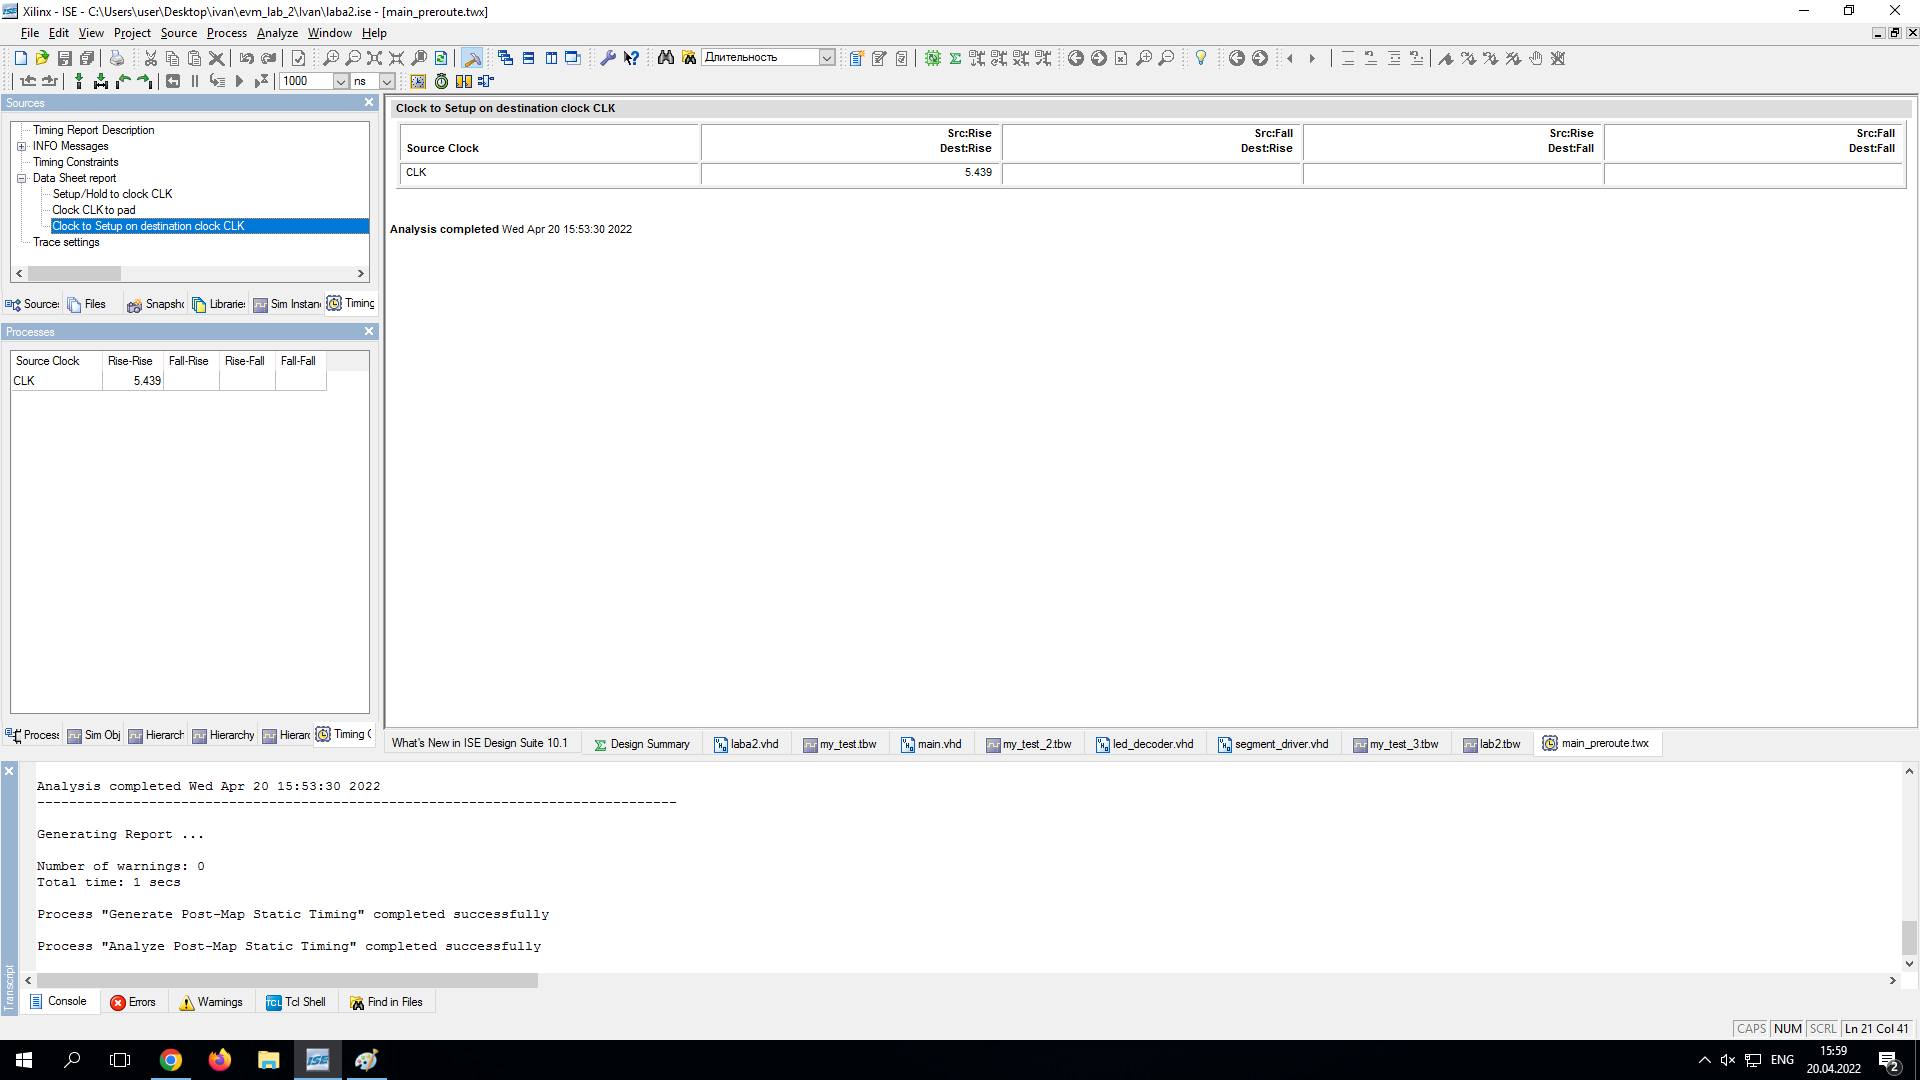 Xilinx - ISE - C:\Users\user\Desktop\ivan\evm_lab_2\Ivan\laba2.ise - [main_preroute.twx]
File Edit View Project Source Process Analyze Window Help
Длительность
1000 ns
Sources
Timing Report Description
INFO Messages
Timing Constraints
Data Sheet report
Setup/Hold to clock CLK
Clock CLK to pad
Clock to Setup on destination clock CLK
Trace settings
Source: Files Snapsh Librarie: Sim Instan Timing
Processes
Source Clock Rise-Rise Fall-Rise Rise-Fall Fall-Fall
CLK 5.439
Process Sim Obj Hierarch Hierarchy Hierarc Timing C
Clock to Setup on destination clock CLK
Source Clock Src:Rise Dest:Rise Src:Fall Dest:Rise Src:Rise Dest:Fall Src:Fall Dest:Fall
CLK 5.439
Analysis completed Wed Apr 20 15:53:30 2022
What's New in ISE Design Suite 10.1 Design Summary laba2.vhd my_test.tbw main.vhd my_test_2.tbw led_decoder.vhd segment_driver.vhd my_test_3.tbw lab2.tbw main_preroute.twx
Analysis completed Wed Apr 20 15:53:30 2022
--------------------------------------------------------------------------------
Generating Report ...
Number of warnings: 0
Total time: 1 secs
Process "Generate Post-Map Static Timing" completed successfully
Process "Analyze Post-Map Static Timing" completed successfully
Transcript
Console Errors Warnings Tcl Shell Find in Files
CAPS NUM SCRL Ln 21 Col 41
ISE
ENG
15:59
20.04.2022
2